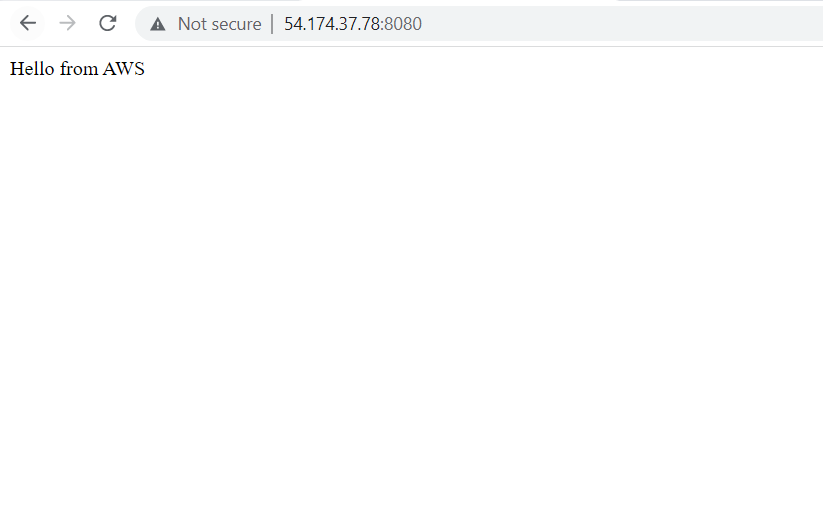 Not secure | 54.174.37.78:8080
Hello from AWS